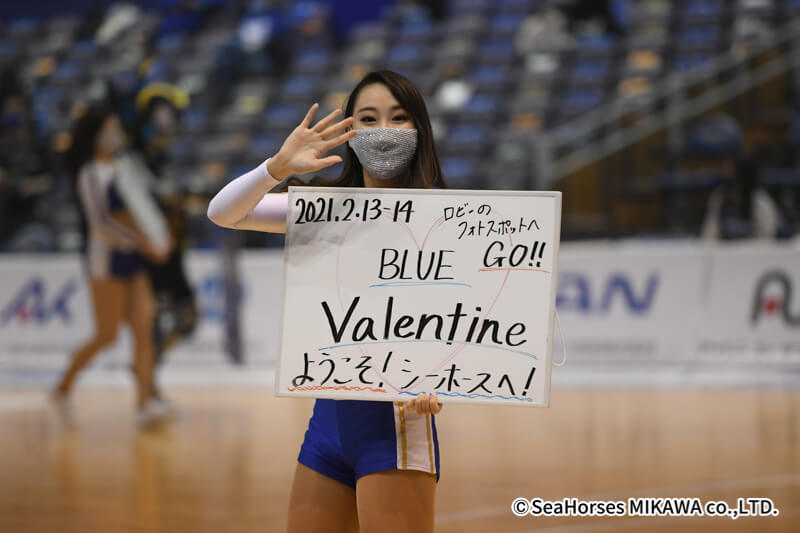 2021.2.13-14
ロビーの
フォトスポットへ
GO!!
BLUE
Valentine
ようこそ!シーホースへ!
AK
©SeaHorses MIKAWA co.,LTD.